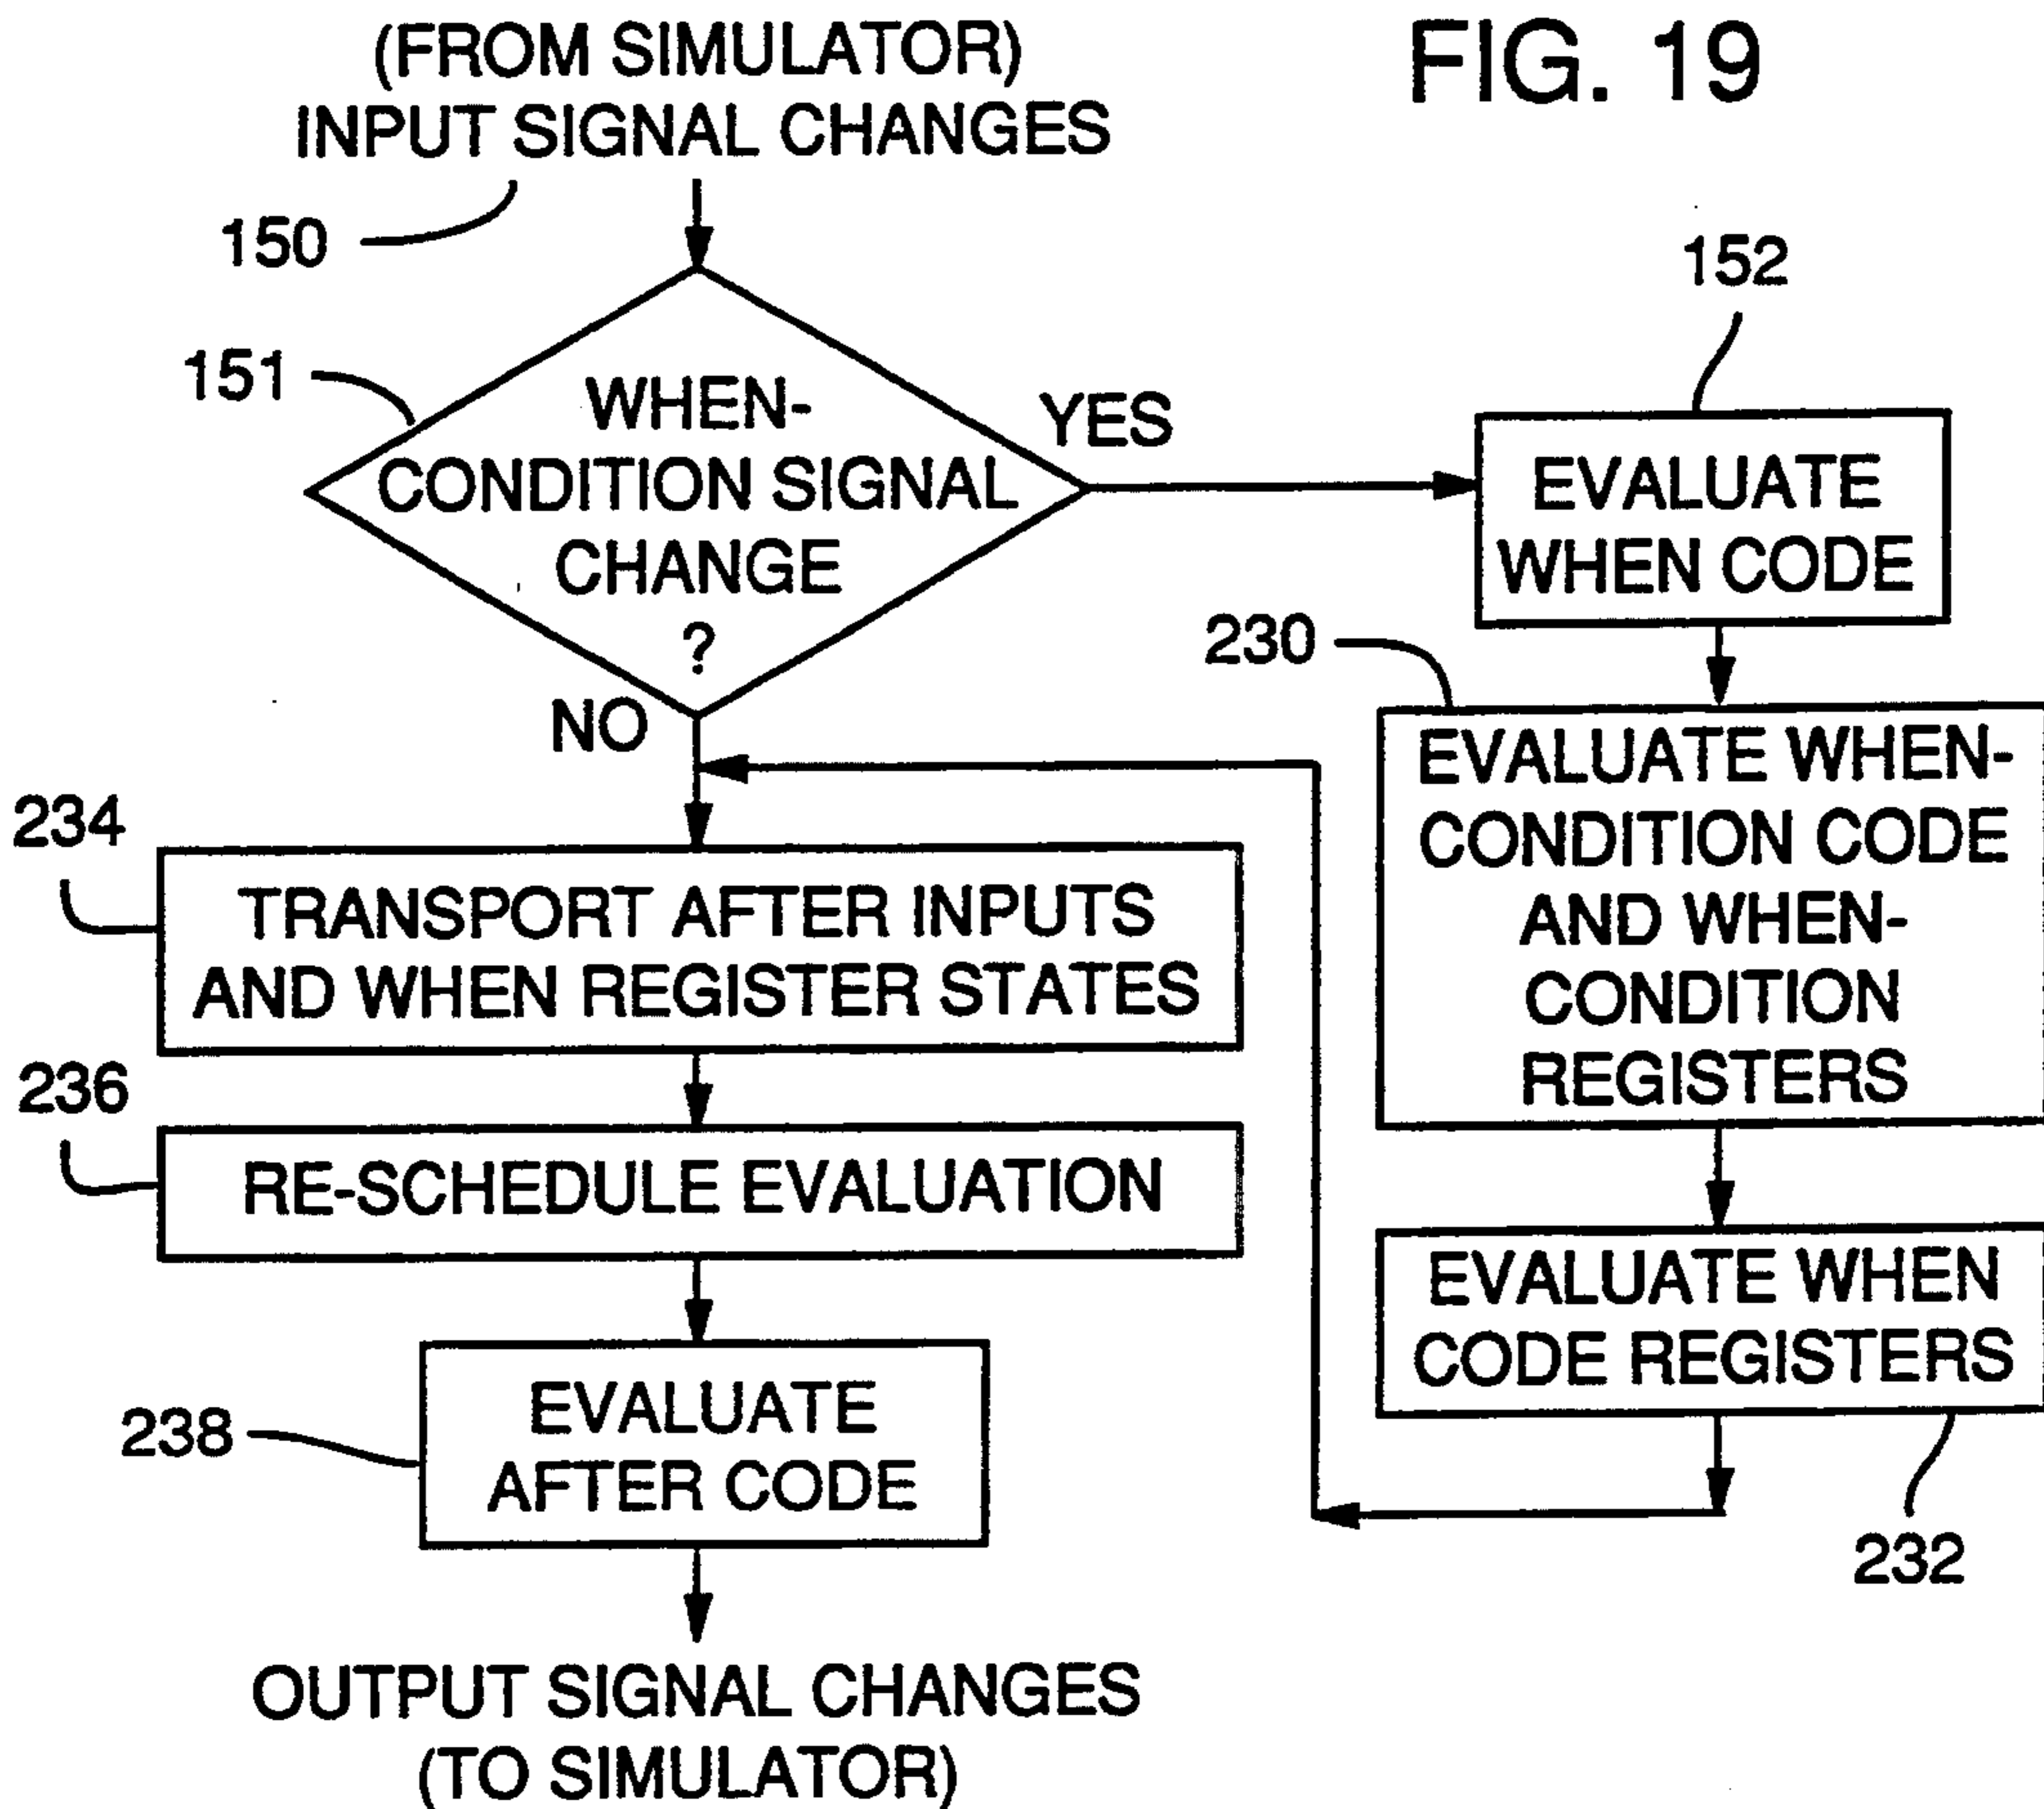 (FROM SIMULATOR)
INPUT SIGNAL CHANGES
FIG. 19
150
151
WHEN-
CONDITION SIGNAL
CHANGE
?
YES
NO
152
EVALUATE
WHEN CODE
230
EVALUATE WHEN-
CONDITION CODE
AND WHEN-
CONDITION
REGISTERS
EVALUATE WHEN
CODE REGISTERS
232
234
TRANSPORT AFTER INPUTS
AND WHEN REGISTER STATES
236
RE-SCHEDULE EVALUATION
238
EVALUATE
AFTER CODE
OUTPUT SIGNAL CHANGES
(TO SIMULATOR)